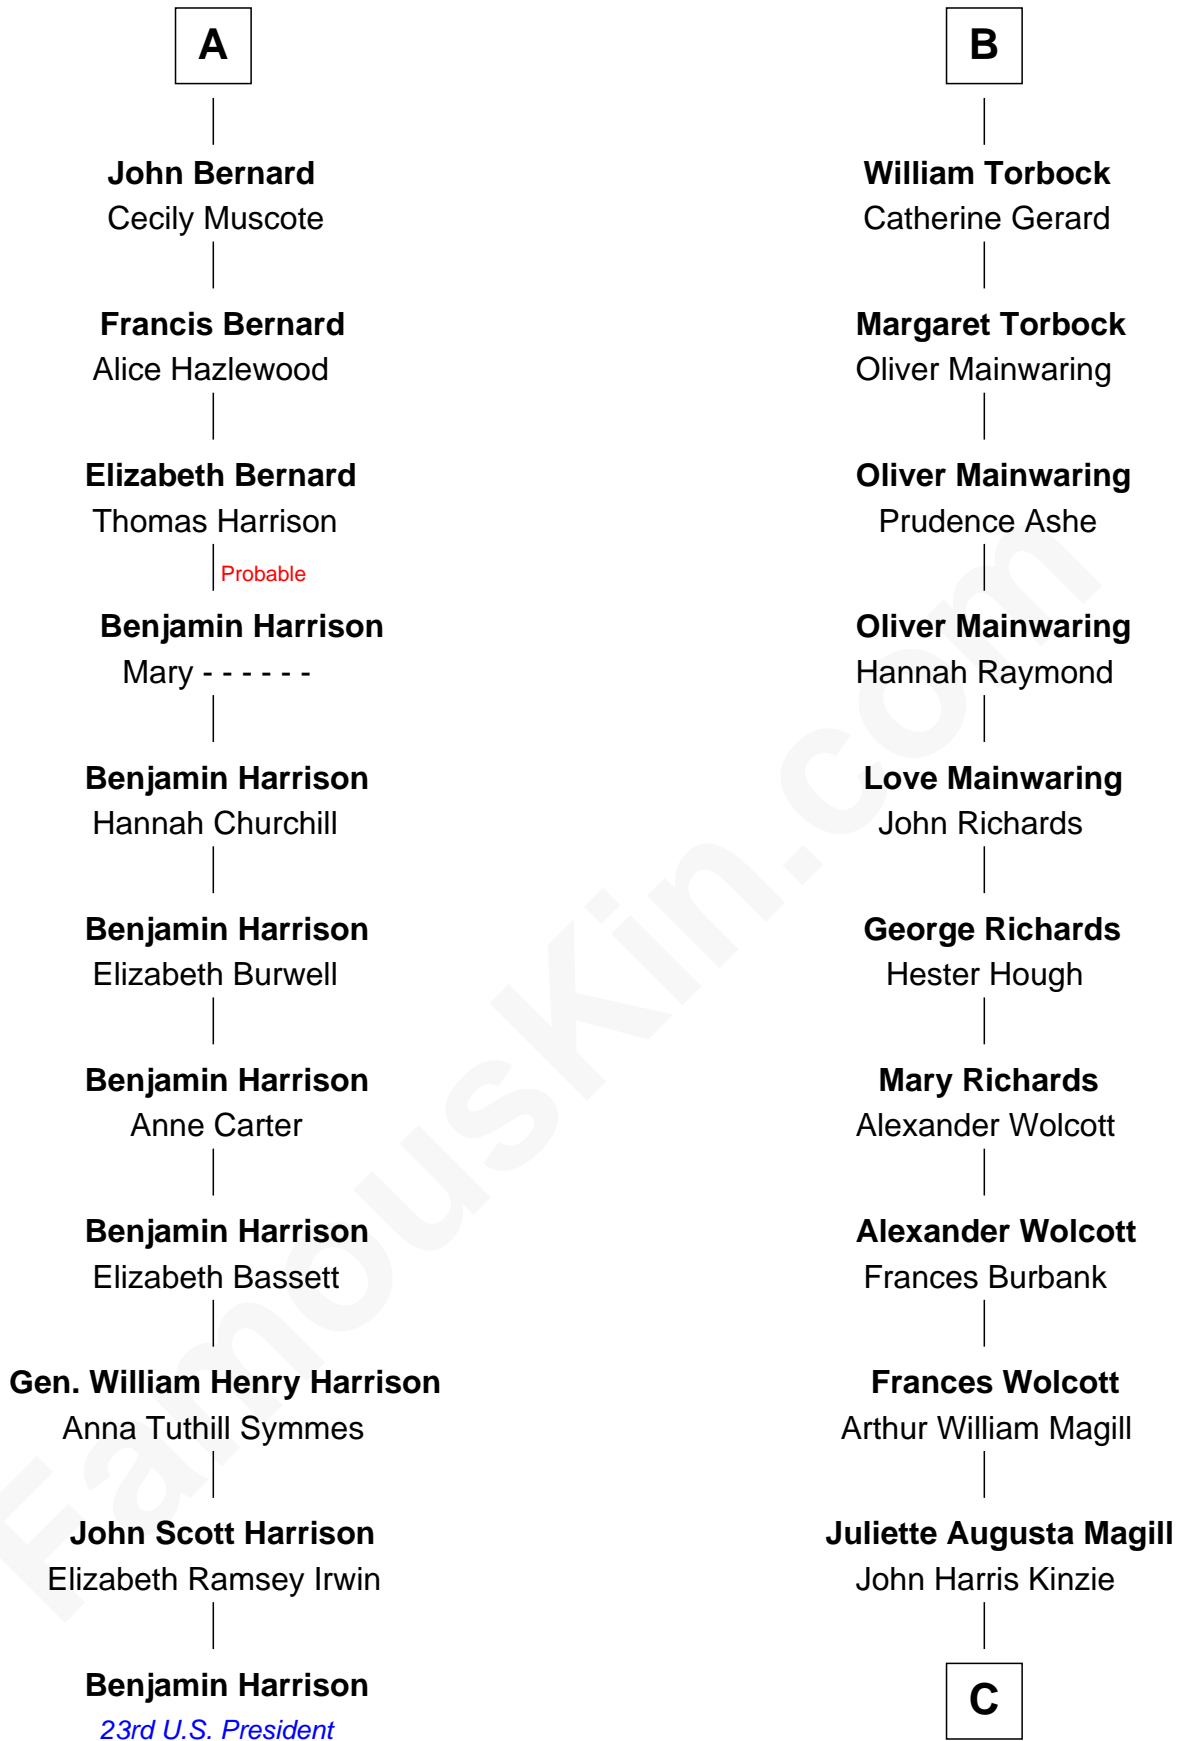 A
John Bernard
Cecily Muscote
Francis Bernard
Alice Hazlewood
Elizabeth Bernard
Thomas Harrison
Probable
Benjamin Harrison
Mary - - - - - -
Benjamin Harrison
Hannah Churchill
Benjamin Harrison
Elizabeth Burwell
Benjamin Harrison
Anne Carter
Benjamin Harrison
Elizabeth Bassett
Gen. William Henry Harrison
Anna Tuthill Symmes
John Scott Harrison
Elizabeth Ramsey Irwin
Benjamin Harrison
23rd U.S. President
B
William Torbock
Catherine Gerard
Margaret Torbock
Oliver Mainwaring
Oliver Mainwaring
Prudence Ashe
Oliver Mainwaring
Hannah Raymond
Love Mainwaring
John Richards
George Richards
Hester Hough
Mary Richards
Alexander Wolcott
Alexander Wolcott
Frances Burbank
Frances Wolcott
Arthur William Magill
Juliette Augusta Magill
John Harris Kinzie
C
FamousKin.com